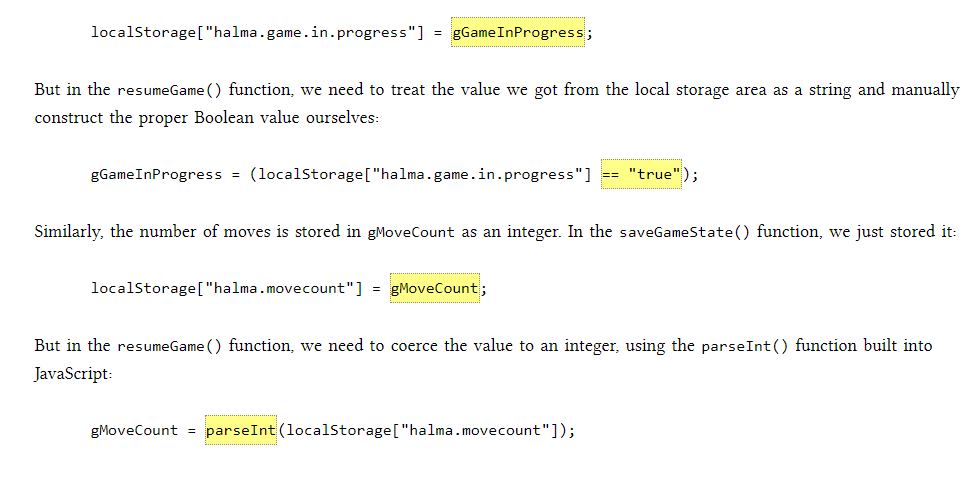 localStorage["halma.game.in.progress"] = gGameInProgress;
But in the resumeGame() function, we need to treat the value we got from the local storage area as a string and manually
construct the proper Boolean value ourselves:
gGameInProgress = (localStorage["halma.game.in.progress"] == "true");
Similarly, the number of moves is stored in gMoveCount as an integer. In the saveGameState() function, we just stored it:
localStorage["halma.movecount"] = gMoveCount;
But in the resumeGame() function, we need to coerce the value to an integer, using the parseInt() function built into
JavaScript:
gMoveCount = parseInt(localStorage["halma.movecount"]);